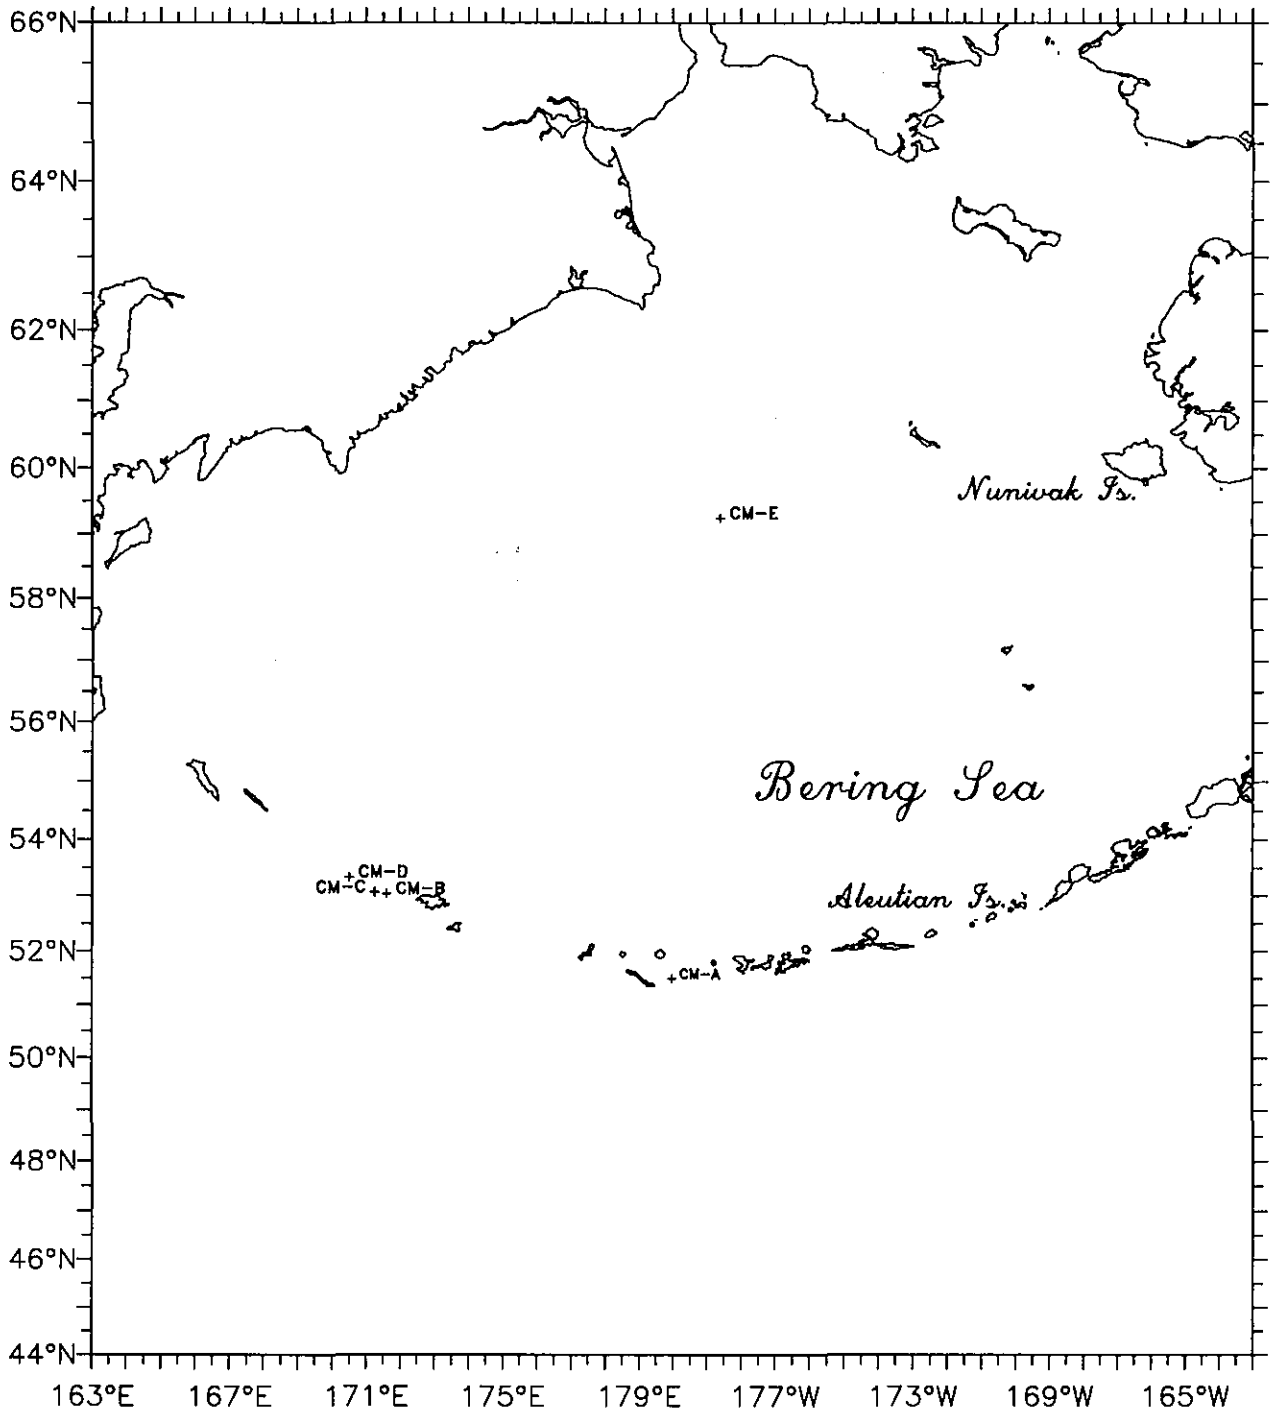 66°N
64°N
62°N
60°N
Nunivak Is.
CM-E
58°N
56°N
Bering Sea
54°N
CM-D
CM-C
CM-B
Aleutian Is.
52°N
CM-A
50°N
48°N
46°N
44°N
163°E 167°E 171°E 175°E 179°E 177°W 173°W 169°W 165°W